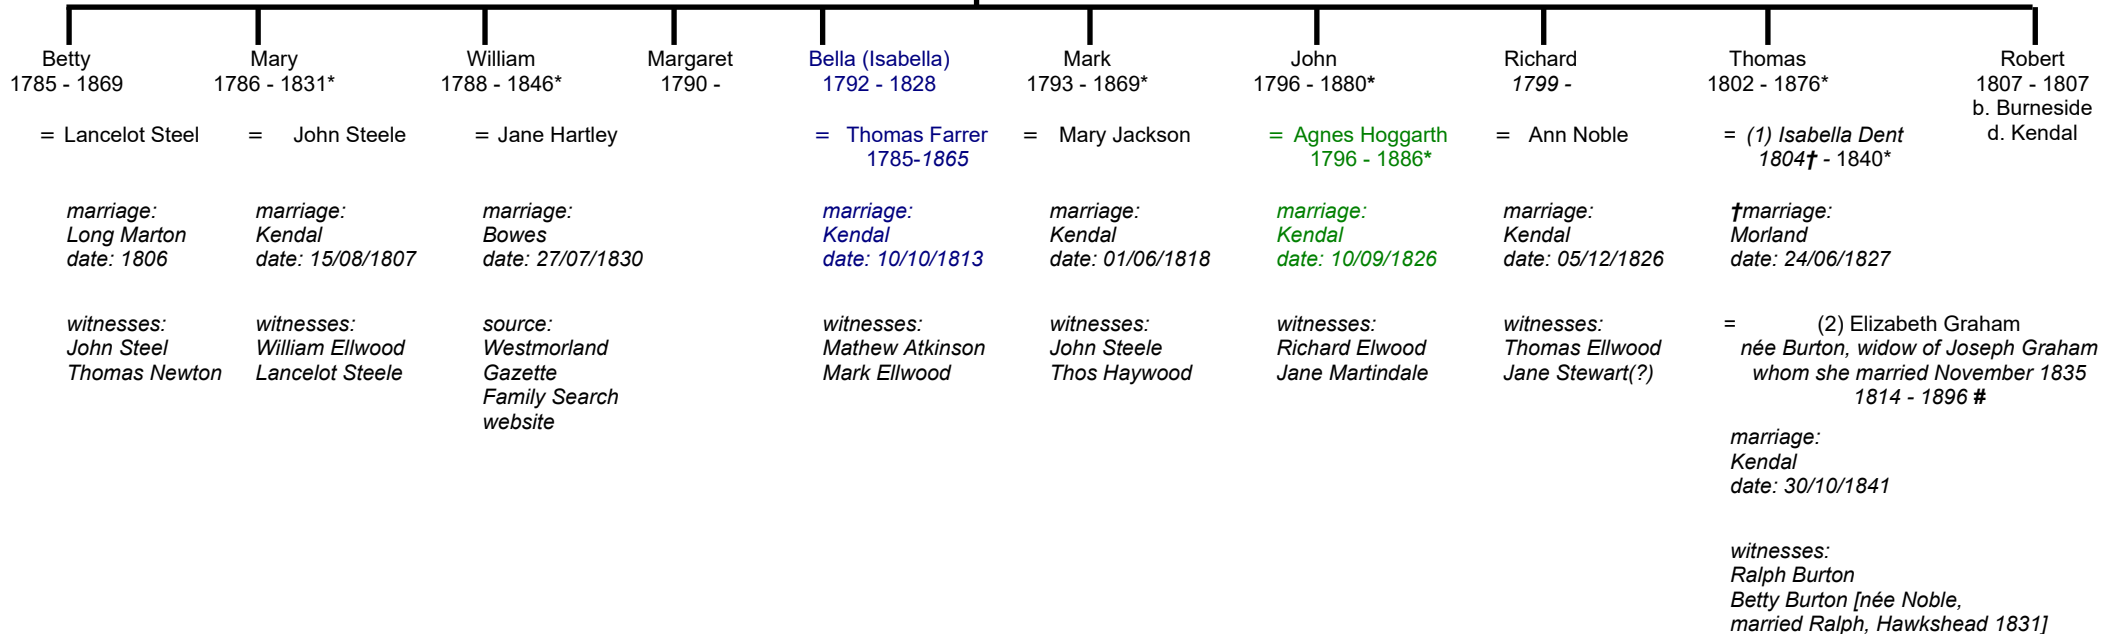 Betty
1785 - 1869
= Lancelot Steel
marriage:
Long Marton
date: 1806
witnesses:
John Steel
Thomas Newton
Mary
1786 - 1831*
= John Steele
marriage:
Kendal
date: 15/08/1807
witnesses:
William Ellwood
Lancelot Steele
William
1788 - 1846*
= Jane Hartley
marriage:
Bowes
date: 27/07/1830
source:
Westmorland
Gazette
Family Search
website
Margaret
1790 -
Bella (Isabella)
1792 - 1828
= Thomas Farrer
1785-1865
marriage:
Kendal
date: 10/10/1813
witnesses:
Mathew Atkinson
Mark Ellwood
Mark
1793 - 1869*
= Mary Jackson
marriage:
Kendal
date: 01/06/1818
witnesses:
John Steele
Thos Haywood
John
1796 - 1880*
= Agnes Hoggarth
1796 - 1886*
marriage:
Kendal
date: 10/09/1826
witnesses:
Richard Elwood
Jane Martindale
Richard
1799 -
= Ann Noble
marriage:
Kendal
date: 05/12/1826
witnesses:
Thomas Ellwood
Jane Stewart(?)
Thomas
1802 - 1876*
= (1) Isabella Dent
1804† - 1840*
†marriage:
Morland
date: 24/06/1827
= (2) Elizabeth Graham
née Burton, widow of Joseph Graham
whom she married November 1835
1814 - 1896 #
marriage:
Kendal
date: 30/10/1841
witnesses:
Ralph Burton
Betty Burton [née Noble,
married Ralph, Hawkshead 1831]
Robert
1807 - 1807
b. Burneside
d. Kendal